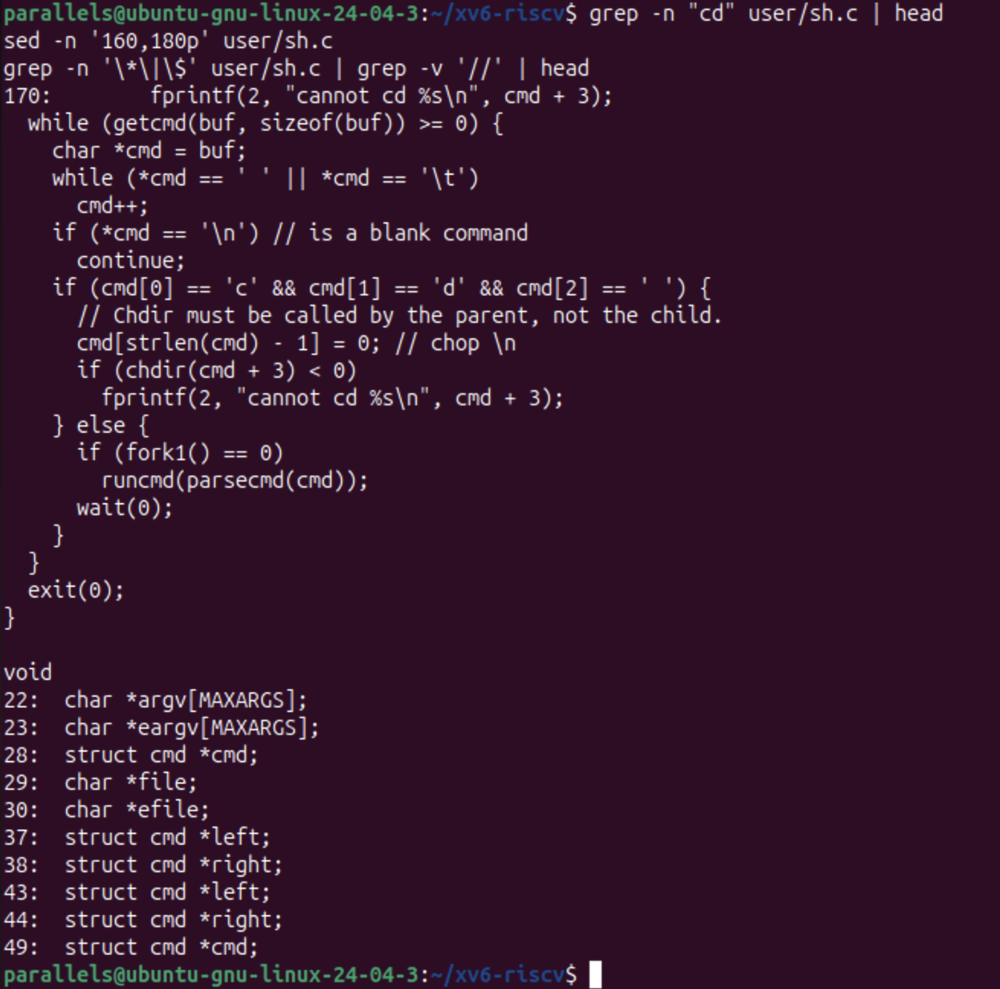 parallels@ubuntu-gnu-linux-24-04-3:~/xv6-riscv$ grep -n "cd" user/sh.c | head
sed -n '160,180p' user/sh.c
grep -n '\*\|\$' user/sh.c | grep -v '//' | head
170:        fprintf(2, "cannot cd %s\n", cmd + 3);
  while (getcmd(buf, sizeof(buf)) >= 0) {
    char *cmd = buf;
    while (*cmd == ' ' || *cmd == '\t')
      cmd++;
    if (*cmd == '\n') // is a blank command
      continue;
    if (cmd[0] == 'c' && cmd[1] == 'd' && cmd[2] == ' ') {
      // Chdir must be called by the parent, not the child.
      cmd[strlen(cmd) - 1] = 0; // chop \n
      if (chdir(cmd + 3) < 0)
        fprintf(2, "cannot cd %s\n", cmd + 3);
    } else {
      if (fork1() == 0)
        runcmd(parsecmd(cmd));
      wait(0);
    }
  }
  exit(0);
}

void
22:  char *argv[MAXARGS];
23:  char *eargv[MAXARGS];
28:  struct cmd *cmd;
29:  char *file;
30:  char *efile;
37:  struct cmd *left;
38:  struct cmd *right;
43:  struct cmd *left;
44:  struct cmd *right;
49:  struct cmd *cmd;
parallels@ubuntu-gnu-linux-24-04-3:~/xv6-riscv$